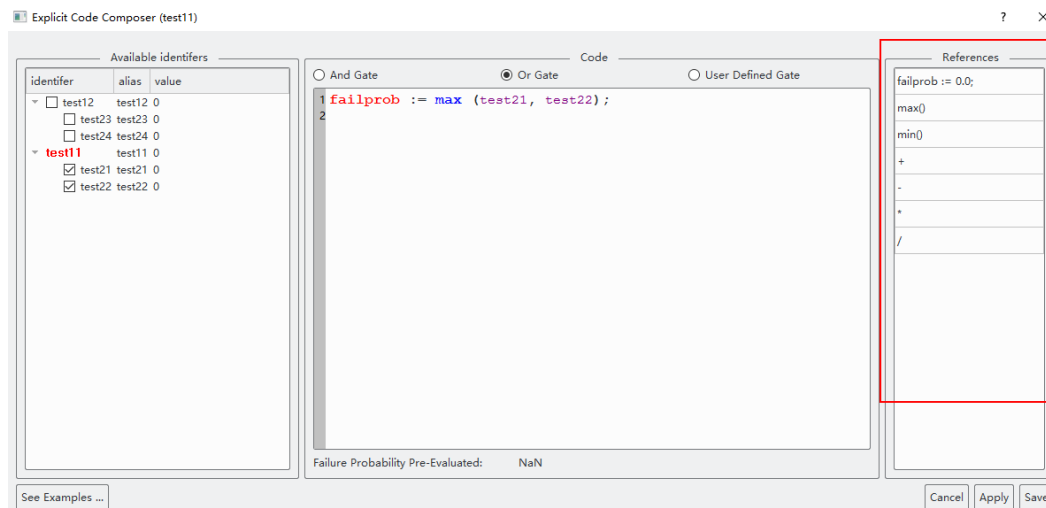 Explicit Code Composer (test11)
? ×
Available identifers
identifer alias value
test12 test12 0
test23 test23 0
test24 test24 0
test11 test11 0
test21 test21 0
test22 test22 0
Code
And Gate Or Gate User Defined Gate
1 failprob := max (test21, test22);
2
Failure Probability Pre-Evaluated: NaN
References
failprob := 0.0;
max()
min()
+
-
*
/
See Examples ... Cancel Apply Save